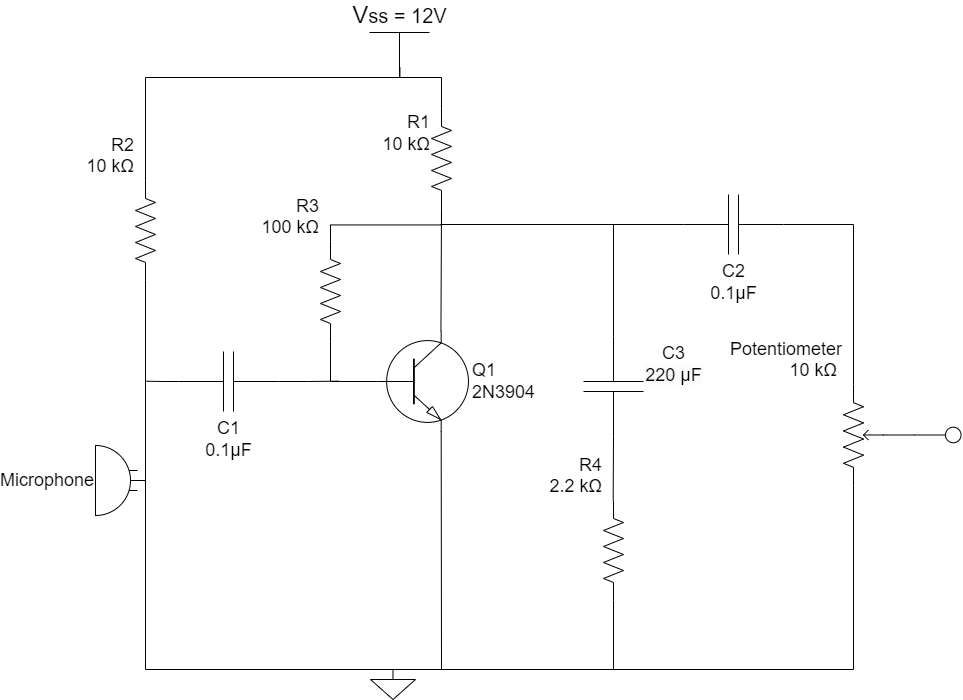 Vss = 12V
R1
10 kΩ
R2
10 kΩ
R3
100 kΩ
C2
0.1µF
C3
220 µF
Potentiometer
10 kΩ
Q1
2N3904
C1
0.1µF
R4
2.2 kΩ
Microphone